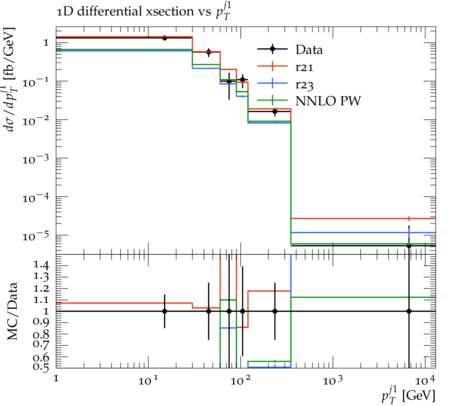 1D differential xsection vs p_T^{j1}
dσ/dp_T^{j1} [fb/GeV]
1
10^{-1}
10^{-2}
10^{-3}
10^{-4}
10^{-5}
Data
r21
r23
NNLO PW
MC/Data
1.4
1.3
1.2
1.1
1
0.9
0.8
0.7
0.6
0.5
1
10^1
10^2
10^3
10^4
p_T^{j1} [GeV]